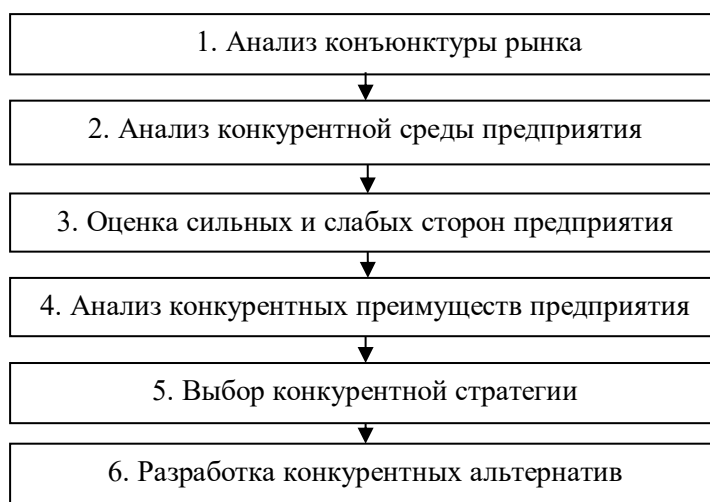 1. Анализ конъюнктуры рынка
2. Анализ конкурентной среды предприятия
3. Оценка сильных и слабых сторон предприятия
4. Анализ конкурентных преимуществ предприятия
5. Выбор конкурентной стратегии
6. Разработка конкурентных альтернатив